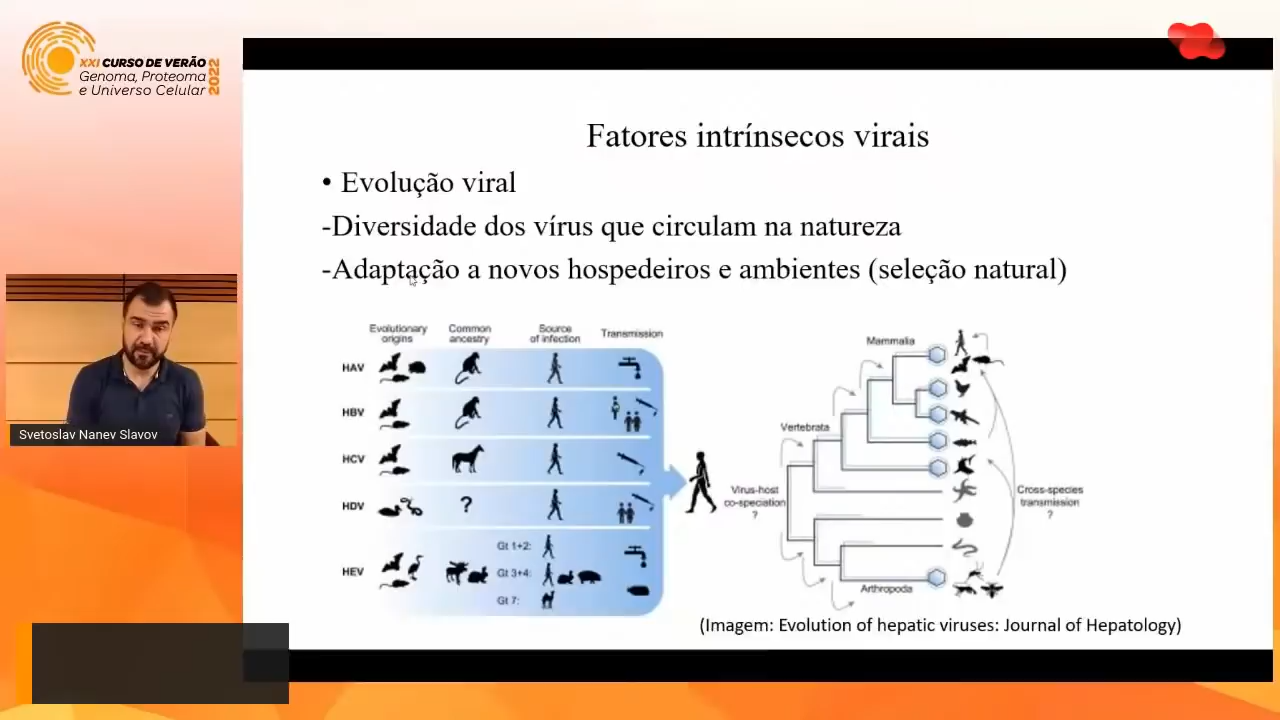 XXI CURSO DE VERÃO
Genoma, Proteoma
e Universo Celular
2022
Fatores intrínsecos virais
• Evolução viral
-Diversidade dos vírus que circulam na natureza
-Adaptação a novos hospedeiros e ambientes (seleção natural)
Evolutionary origins
Common ancestry
Source of infection
Transmission
HAV
HBV
HCV
HDV
?
HEV
Gt 1+2:
Gt 3+4:
Gt 7:
Mammalia
Vertebrata
Virus-host
co-speciation
?
Cross-species
transmission
?
Arthropoda
(Imagem: Evolution of hepatic viruses: Journal of Hepatology)
Svetoslav Nanev Slavov